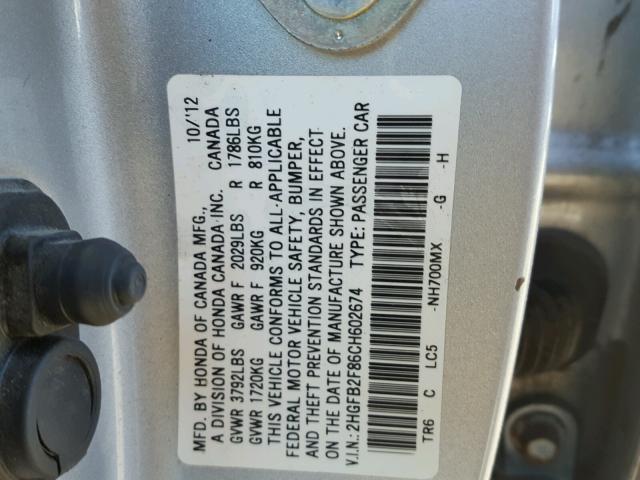 MFD. BY HONDA OF CANADA MFG., 10/'12
A DIVISION OF HONDA CANADA INC. CANADA
GVWR 3792LBS GAWR F 2029LBS R 1786LBS
GVWR 1720KG GAWR F 920KG R 810KG
THIS VEHICLE CONFORMS TO ALL-APPLICABLE
FEDERAL MOTOR VEHICLE SAFETY, BUMPER,
AND THEFT PREVENTION STANDARDS IN EFFECT
ON THE DATE OF MANUFACTURE SHOWN ABOVE.
V.I.N.: 2HGFB2F86CH602674 TYPE: PASSENGER CAR
TR6 C LC5 -NH700MX -G -H